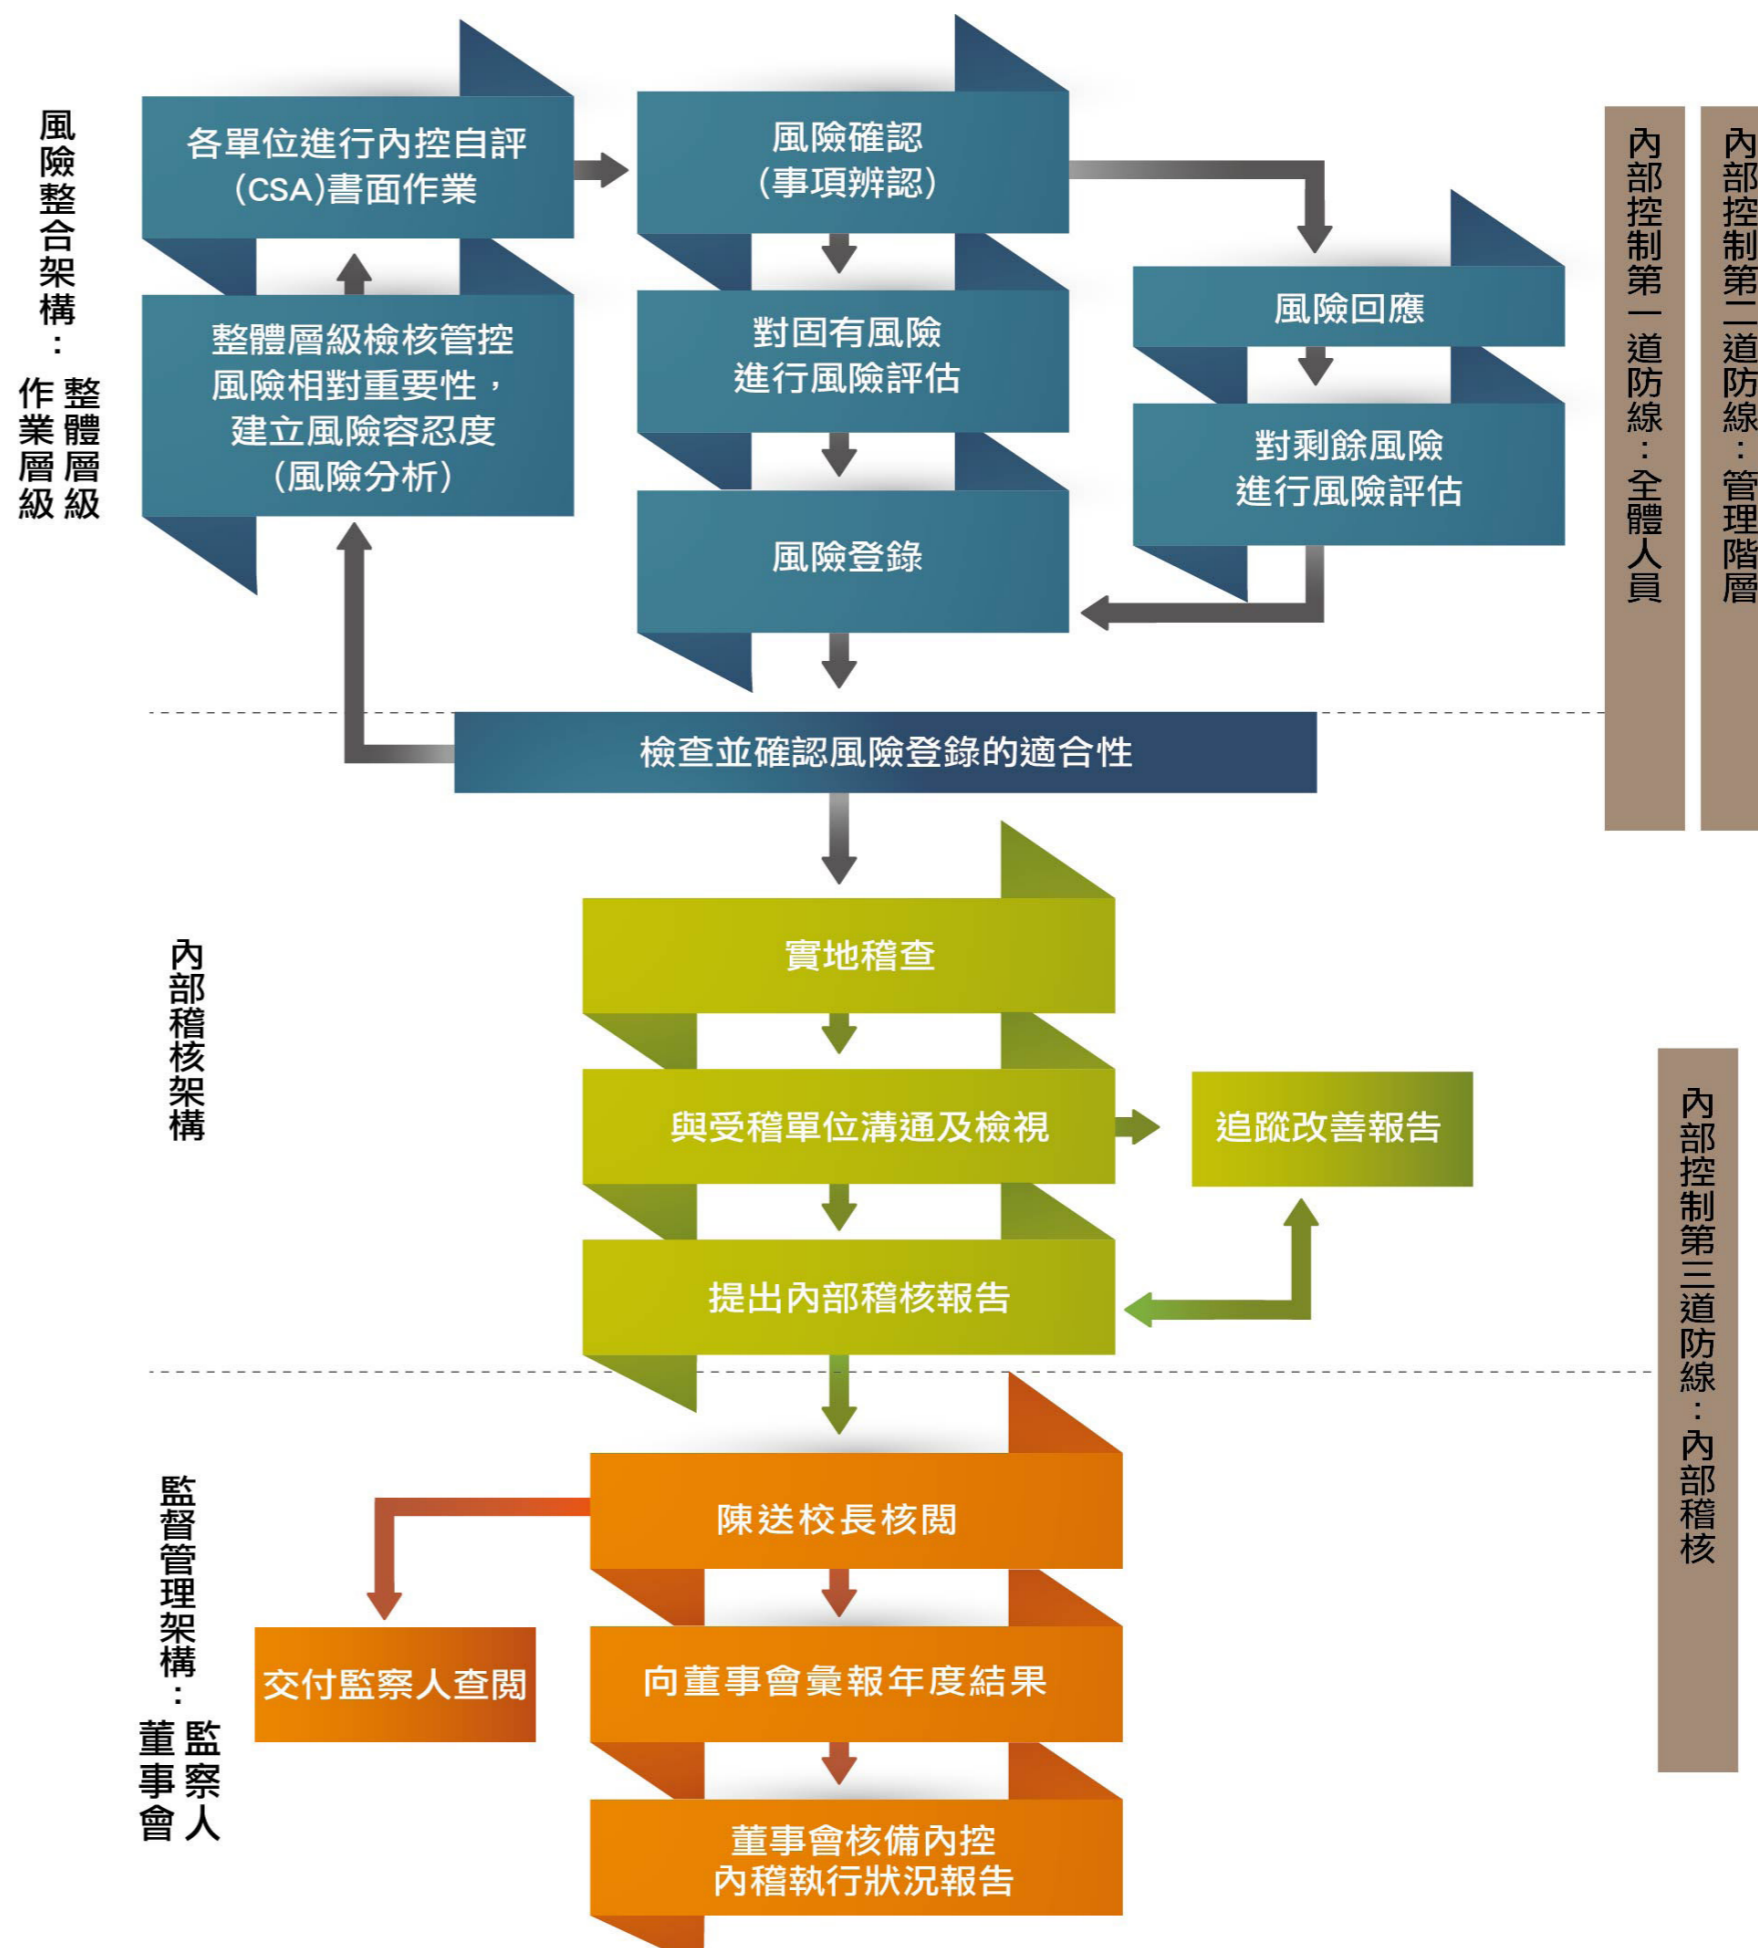 風險整合架構：
整體層級
作業層級
各單位進行內控自評
(CSA)書面作業
整體層級檢核管控
風險相對重要性，
建立風險容忍度
(風險分析)
風險確認
(事項辨認)
對固有風險
進行風險評估
風險登錄
風險回應
對剩餘風險
進行風險評估
內部控制第一道防線：全體人員
內部控制第二道防線：管理階層
檢查並確認風險登錄的適合性
內部稽核架構
實地稽查
與受稽單位溝通及檢視
追蹤改善報告
提出內部稽核報告
內部控制第三道防線：內部稽核
監督管理架構：
監察人
董事會
陳送校長核閱
交付監察人查閱
向董事會彙報年度結果
董事會核備內控
內稽執行狀況報告